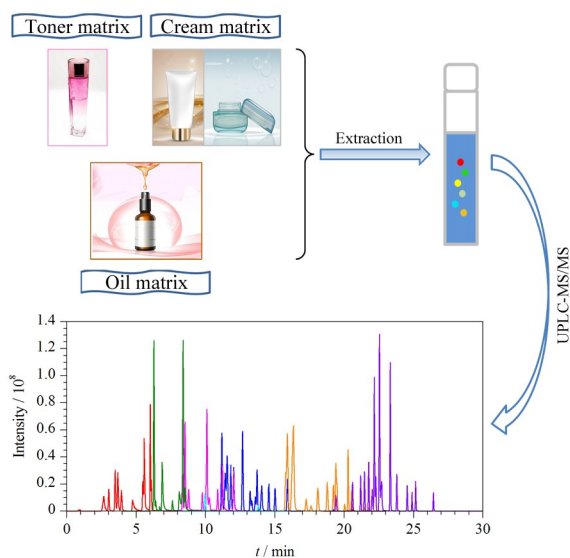 Toner matrix
Cream matrix
Extraction
Oil matrix
UPLC-MS/MS
Intensity / 10⁸
1.4
1.2
1.0
0.8
0.6
0.4
0.2
0
0 5 10 15 20 25 30
t / min